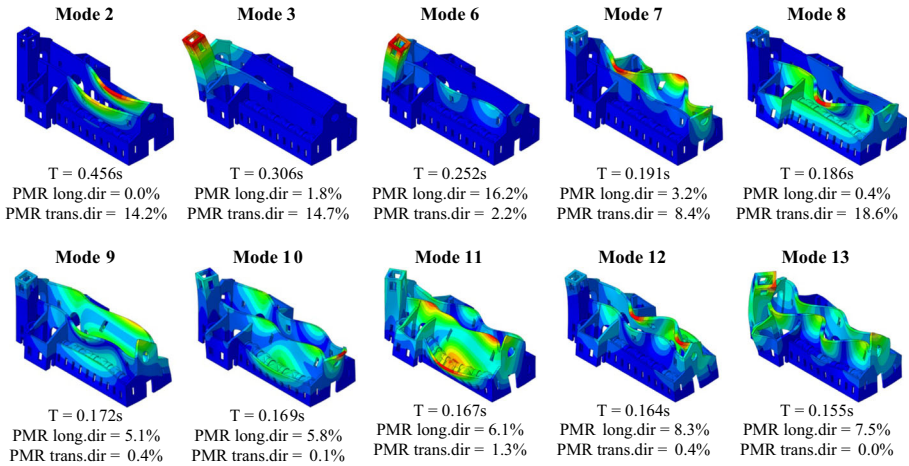 Mode 2
T = 0.456s
PMR long.dir = 0.0%
PMR trans.dir = 14.2%
Mode 3
T = 0.306s
PMR long.dir = 1.8%
PMR trans.dir = 14.7%
Mode 6
T = 0.252s
PMR long.dir = 16.2%
PMR trans.dir = 2.2%
Mode 7
T = 0.191s
PMR long.dir = 3.2%
PMR trans.dir = 8.4%
Mode 8
T = 0.186s
PMR long.dir = 0.4%
PMR trans.dir = 18.6%
Mode 9
T = 0.172s
PMR long.dir = 5.1%
PMR trans.dir = 0.4%
Mode 10
T = 0.169s
PMR long.dir = 5.8%
PMR trans.dir = 0.1%
Mode 11
T = 0.167s
PMR long.dir = 6.1%
PMR trans.dir = 1.3%
Mode 12
T = 0.164s
PMR long.dir = 8.3%
PMR trans.dir = 0.4%
Mode 13
T = 0.155s
PMR long.dir = 7.5%
PMR trans.dir = 0.0%